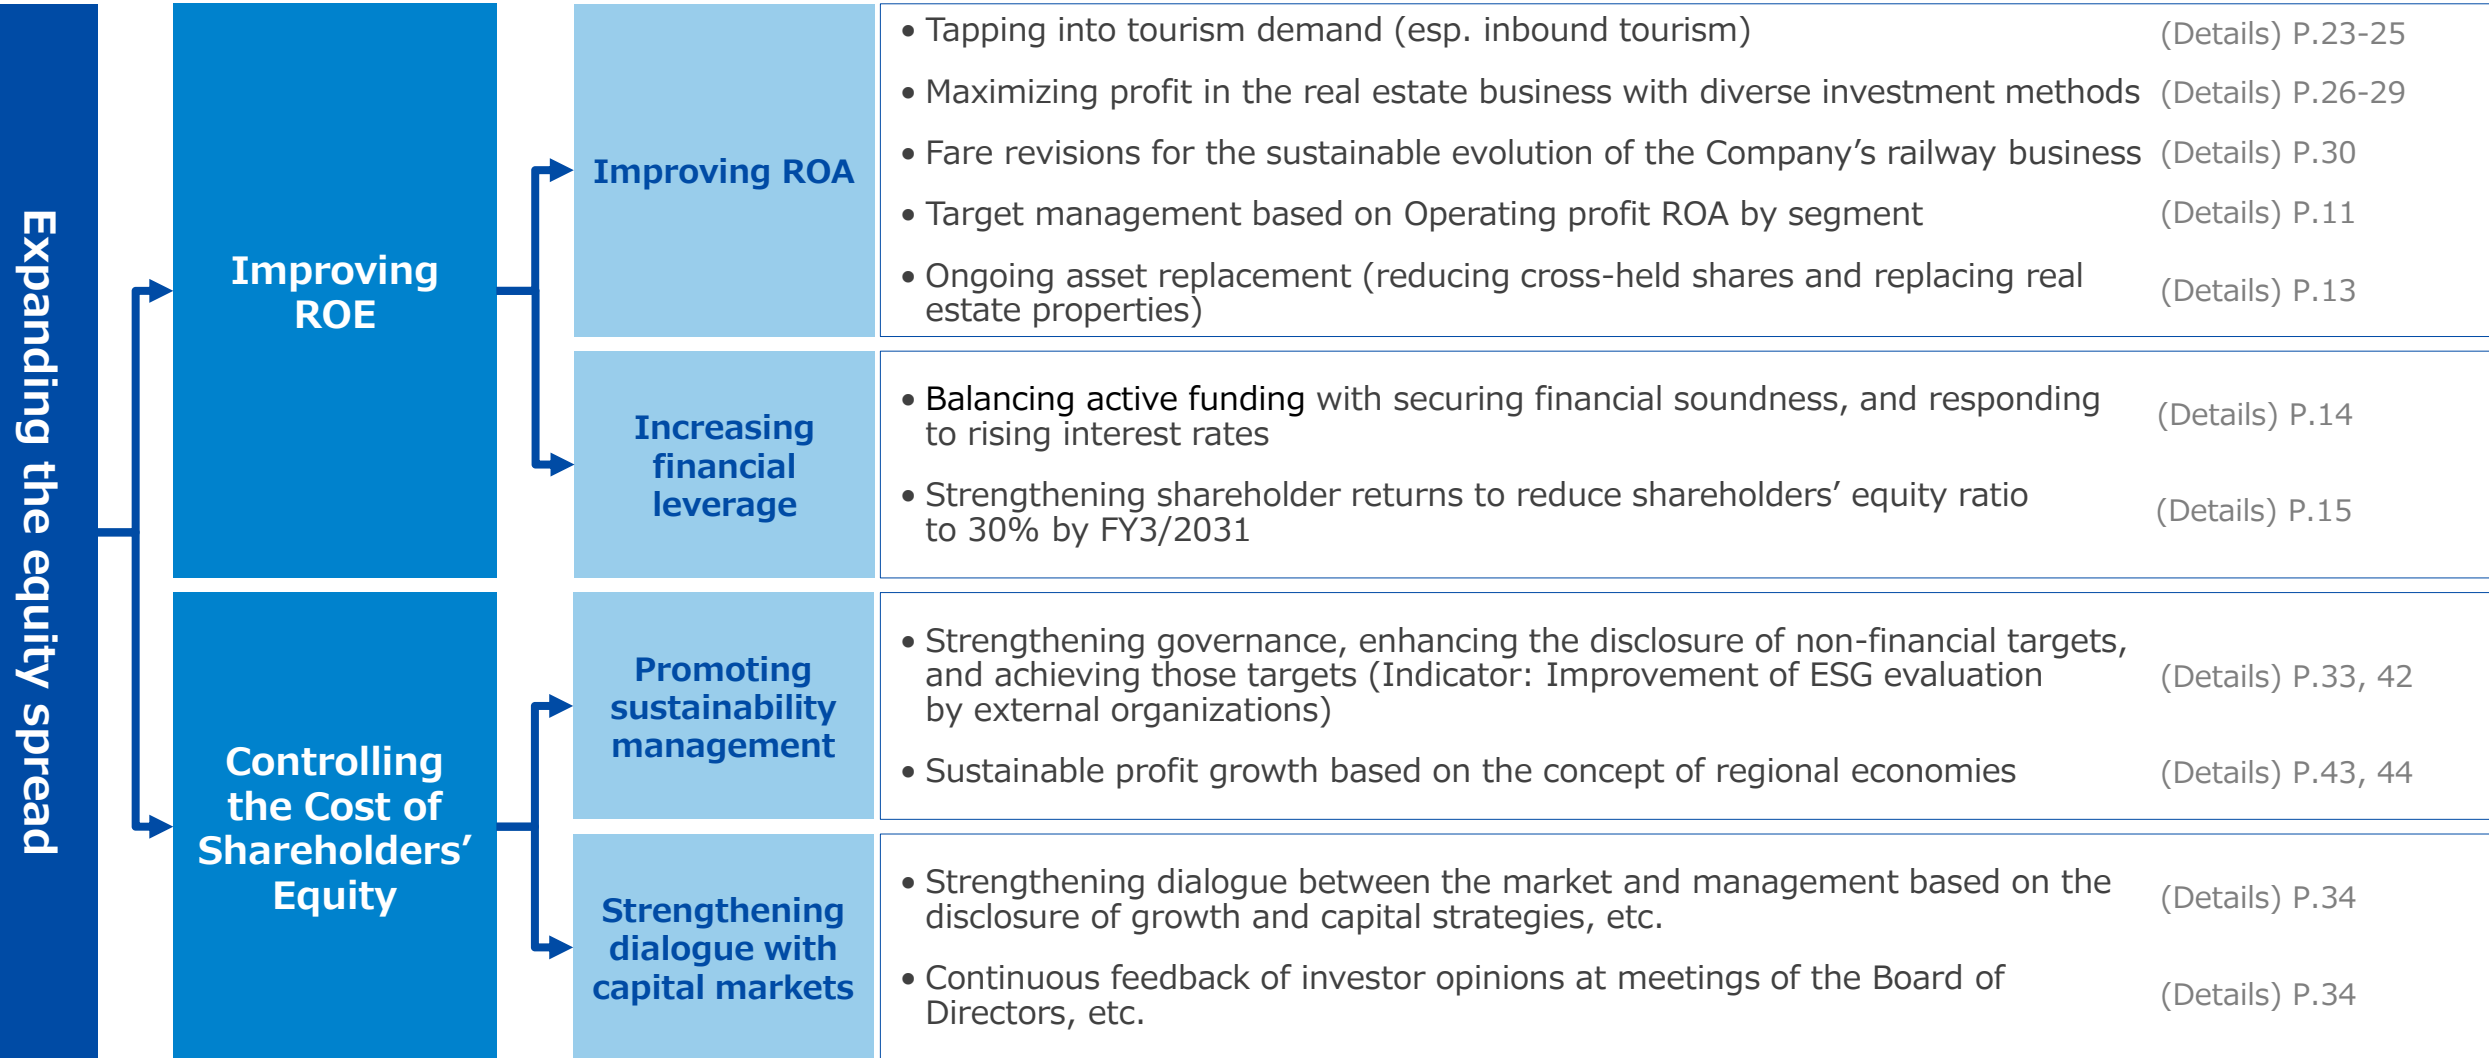 Expanding the equity spread
Improving
ROE
Improving ROA
• Tapping into tourism demand (esp. inbound tourism) (Details) P.23-25
• Maximizing profit in the real estate business with diverse investment methods (Details) P.26-29
• Fare revisions for the sustainable evolution of the Company’s railway business (Details) P.30
• Target management based on Operating profit ROA by segment (Details) P.11
• Ongoing asset replacement (reducing cross-held shares and replacing real
estate properties)
(Details) P.13
Increasing
financial
leverage
• Balancing active funding with securing financial soundness, and responding
to rising interest rates
(Details) P.14
• Strengthening shareholder returns to reduce shareholders’ equity ratio
to 30% by FY3/2031
(Details) P.15
Controlling
the Cost of
Shareholders’
Equity
Promoting
sustainability
management
• Strengthening governance, enhancing the disclosure of non-financial targets,
and achieving those targets (Indicator: Improvement of ESG evaluation
by external organizations)
(Details) P.33, 42
• Sustainable profit growth based on the concept of regional economies (Details) P.43, 44
Strengthening
dialogue with
capital markets
• Strengthening dialogue between the market and management based on the
disclosure of growth and capital strategies, etc.
(Details) P.34
• Continuous feedback of investor opinions at meetings of the Board of
Directors, etc.
(Details) P.34